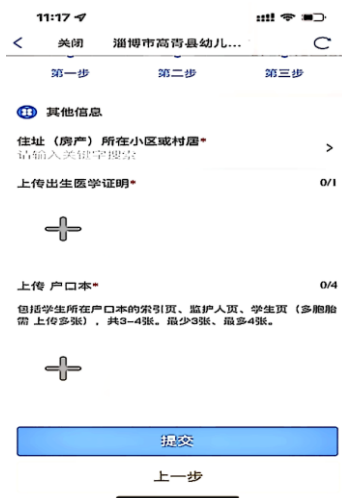 11:17
关闭 淄博市高青县幼儿...
第一步 第二步 第三步
其他信息
住址（房产）所在小区或村居*
请输入关键字搜索
上传出生医学证明* 0/1
上传 户口本* 0/4
包括学生所在户口本的索引页、监护人页、学生页（多胞胎
需 上传多张），共3-4张。最少3张、最多4张。
提交
上一步